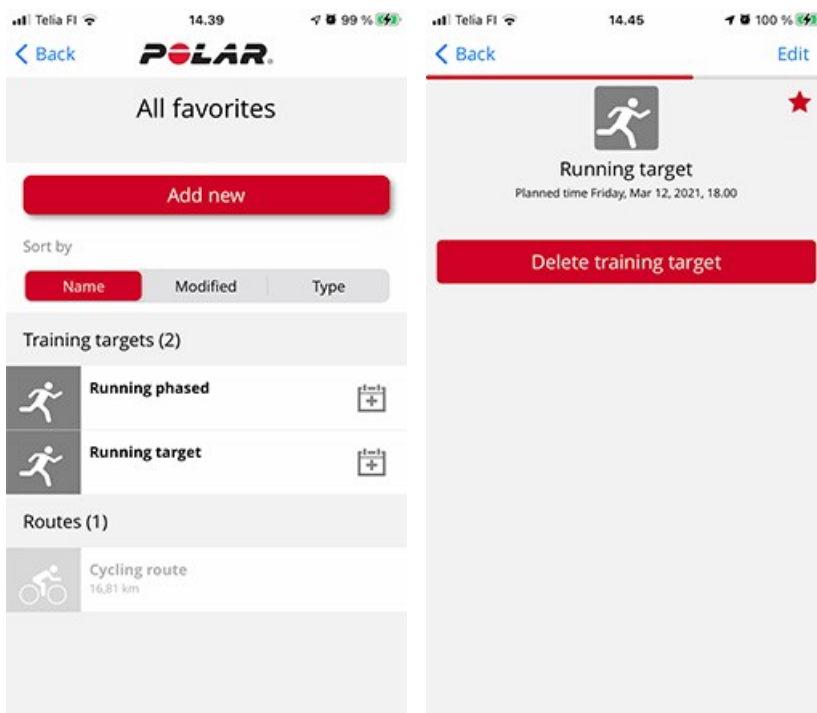 Telia FI 14.39 99 %
Back POLAR.
All favorites
Add new
Sort by
Name Modified Type
Training targets (2)
Running phased
Running target
Routes (1)
Cycling route
16,81 km
Telia FI 14.45 100 %
Back Edit
Running target
Planned time Friday, Mar 12, 2021, 18.00
Delete training target